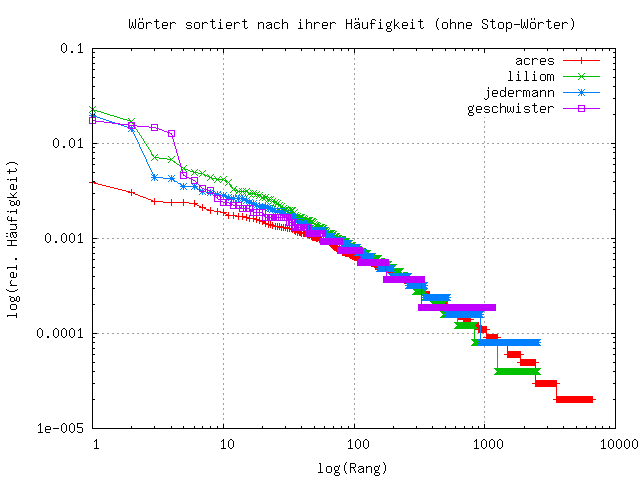 Wörter sortiert nach ihrer Häufigkeit (ohne Stop-Wörter)
0.1
0.01
0.001
0.0001
1e-005
log(rel. Häufigkeit)
acres
liliom
jedermann
geschwister
1 10 100 1000 10000
log(Rang)